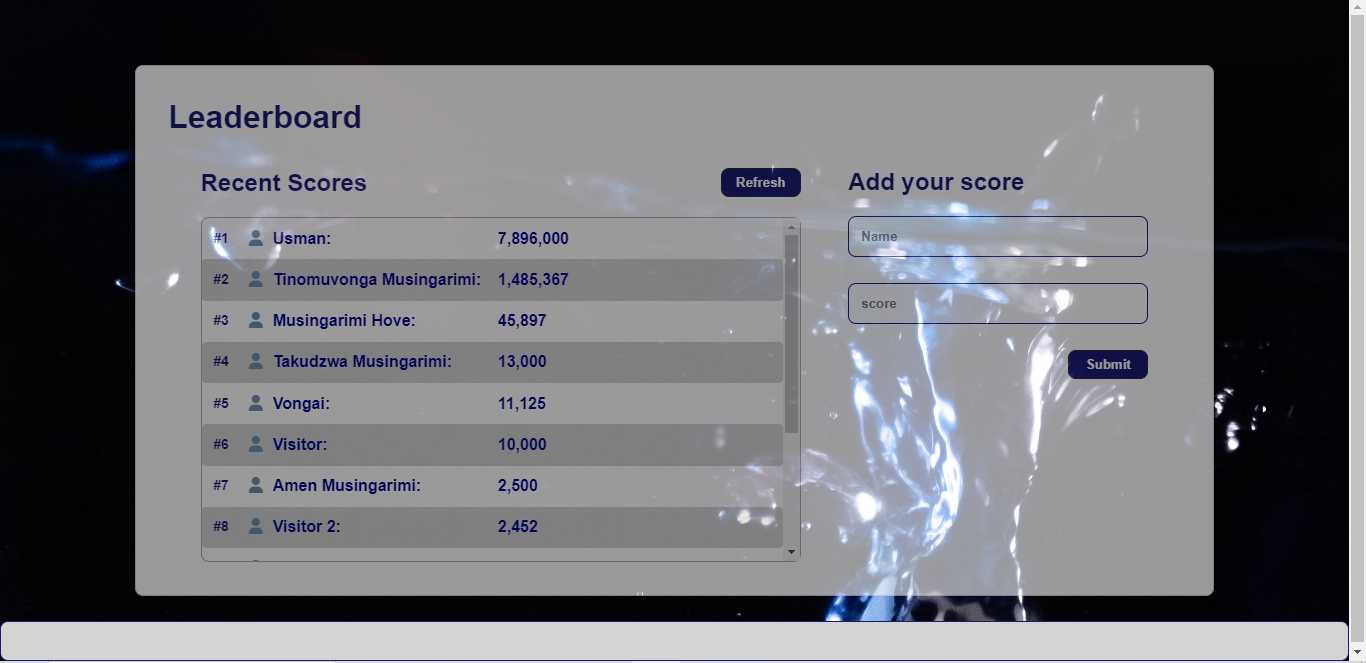 Leaderboard
Recent Scores
Refresh
#1 Usman: 7,896,000
#2 Tinomuvonga Musingarimi: 1,485,367
#3 Musingarimi Hove: 45,897
#4 Takudzwa Musingarimi: 13,000
#5 Vongai: 11,125
#6 Visitor: 10,000
#7 Amen Musingarimi: 2,500
#8 Visitor 2: 2,452
Add your score
Name
score
Submit